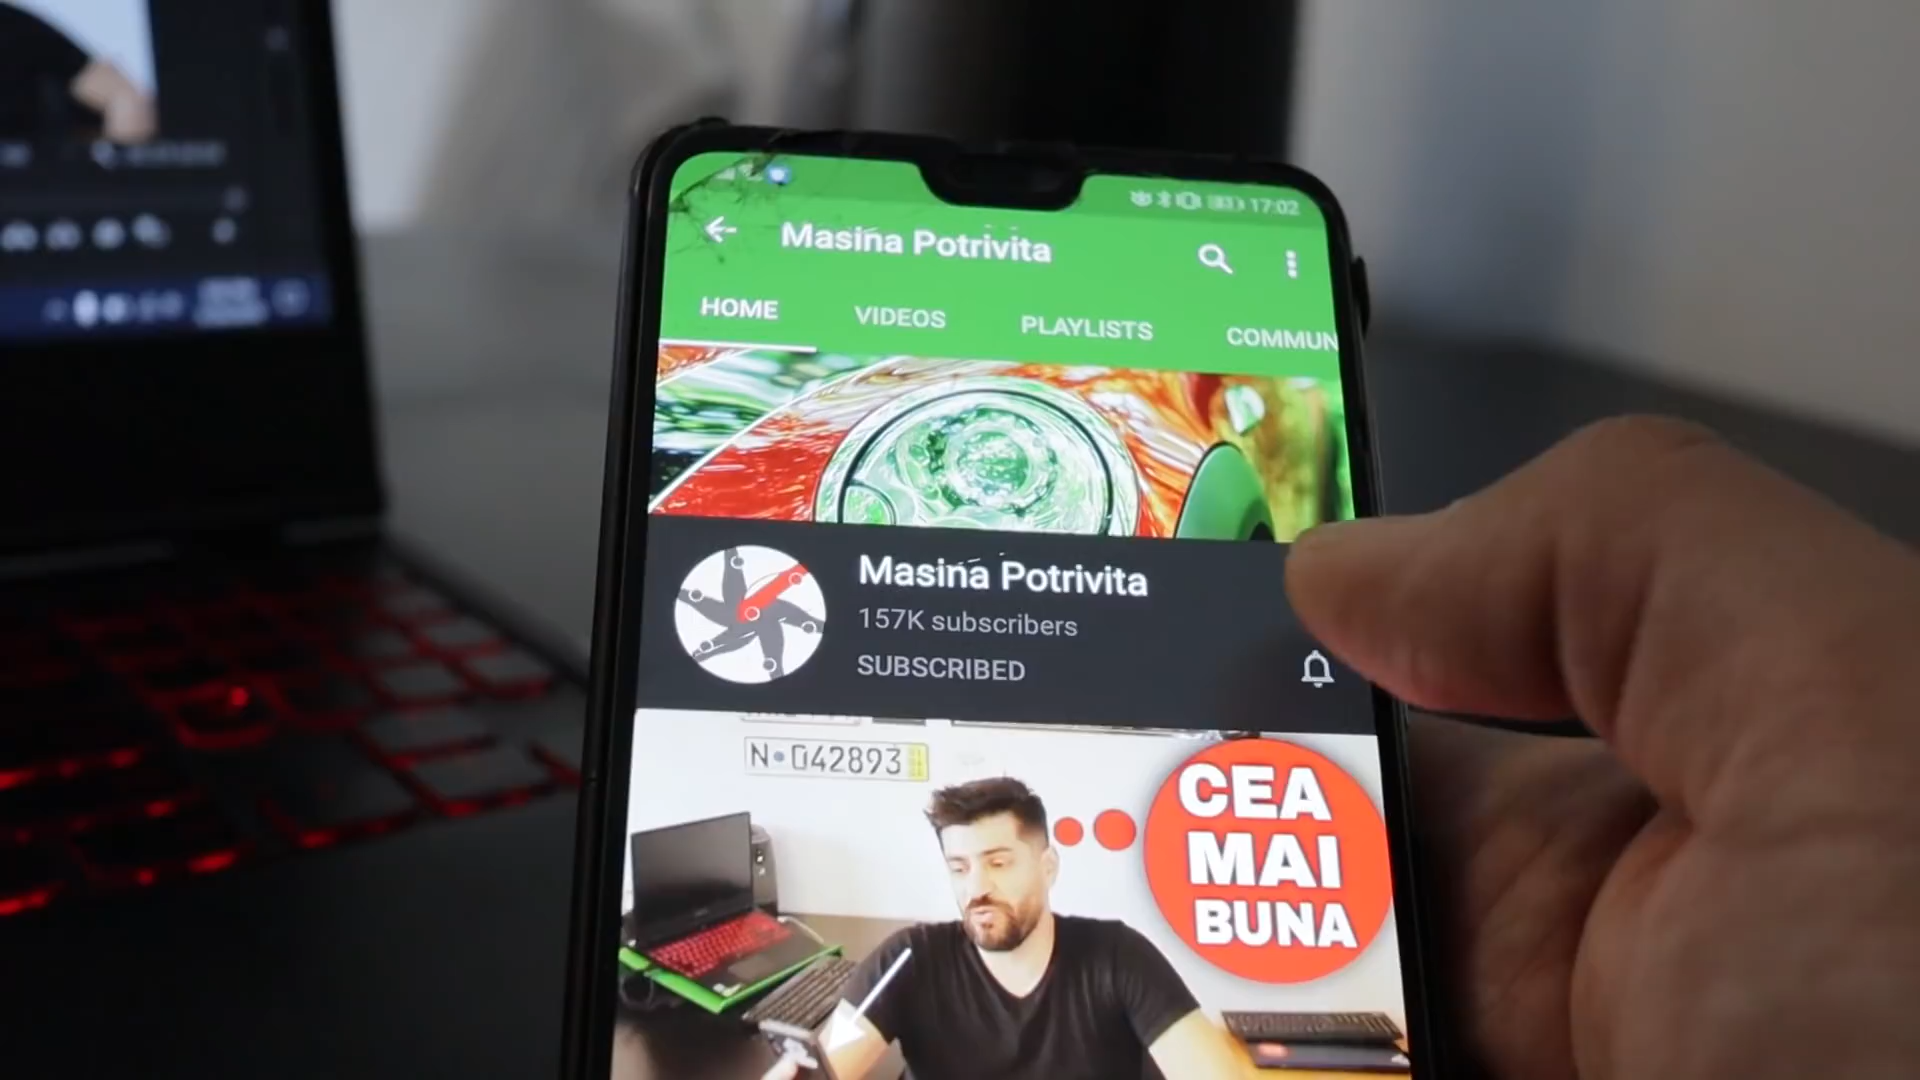 17:02
Masina Potrivita
HOME VIDEOS PLAYLISTS COMMUN
Masina Potrivita
157K subscribers
SUBSCRIBED
N 042893
CEA
MAI
BUNA